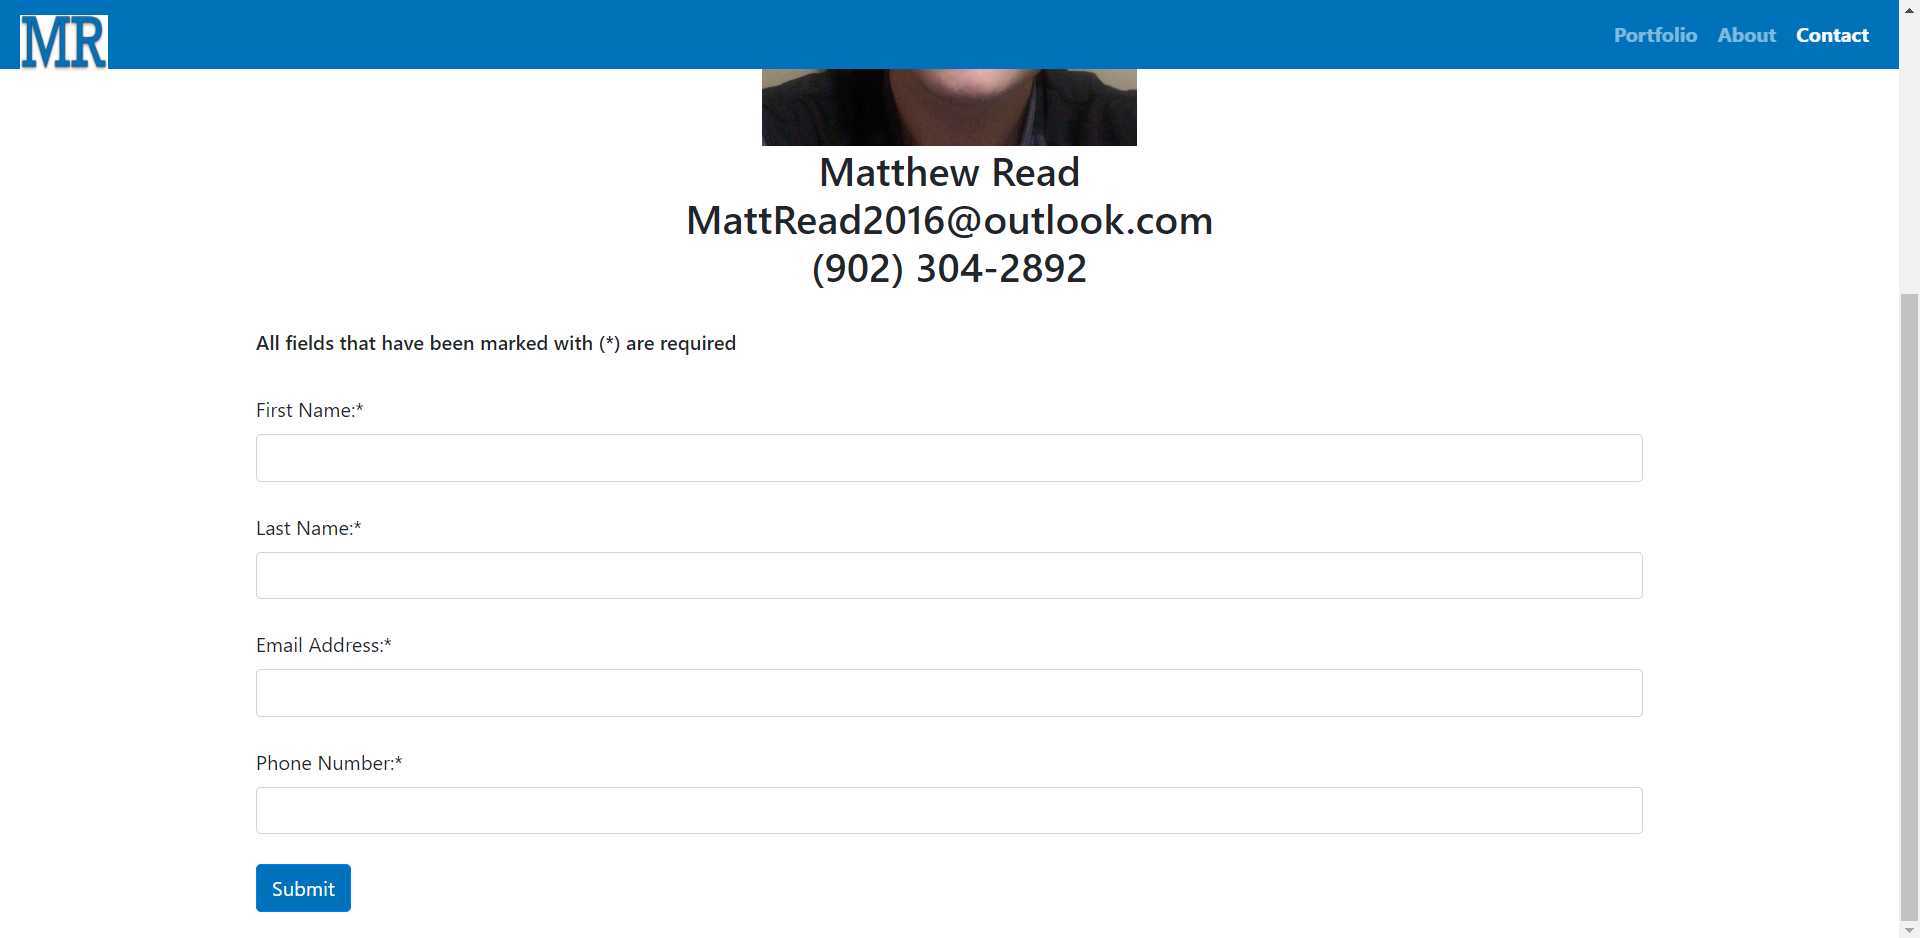 MR
Portfolio About Contact
Matthew Read
MattRead2016@outlook.com
(902) 304-2892
All fields that have been marked with (*) are required
First Name:*
Last Name:*
Email Address:*
Phone Number:*
Submit